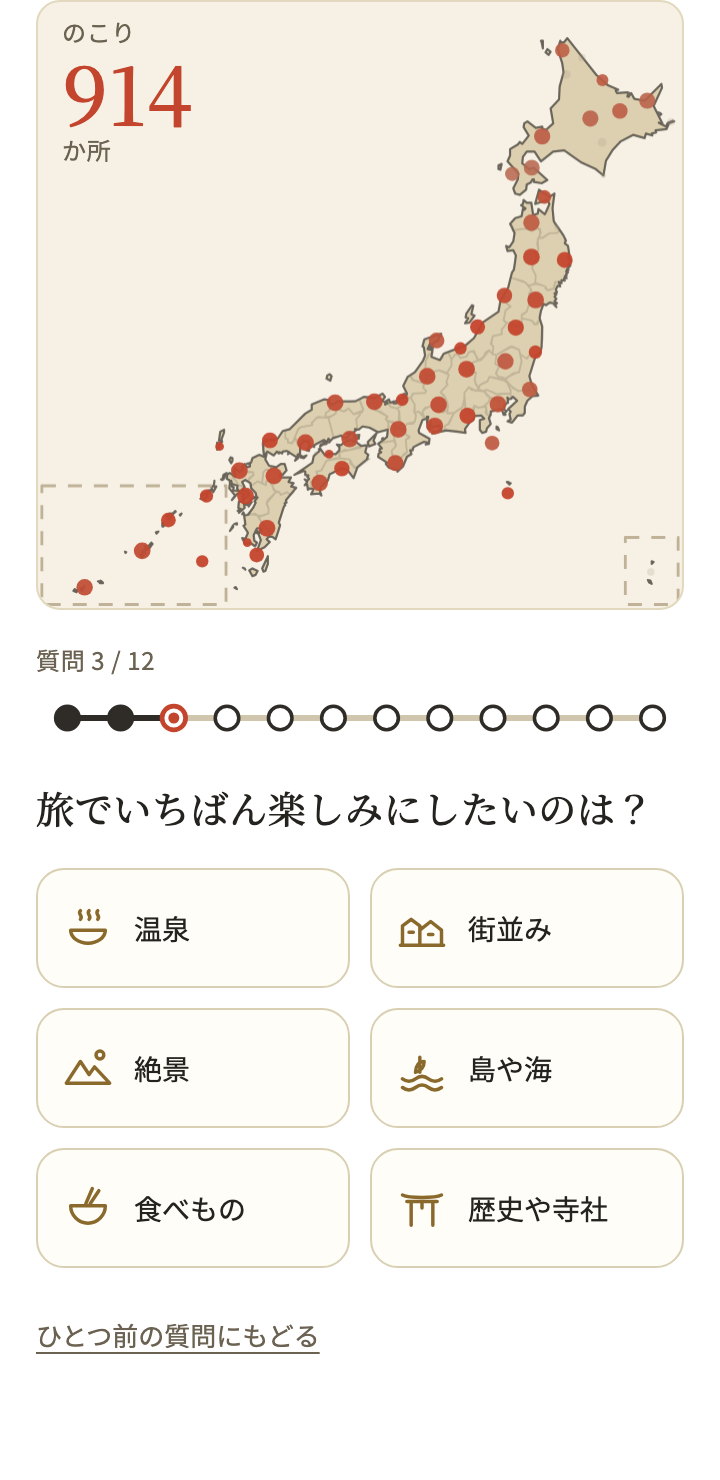 のこり
914
か所
質問 3 / 12
旅でいちばん楽しみにしたいのは？
温泉
街並み
絶景
島や海
食べもの
歴史や寺社
ひとつ前の質問にもどる